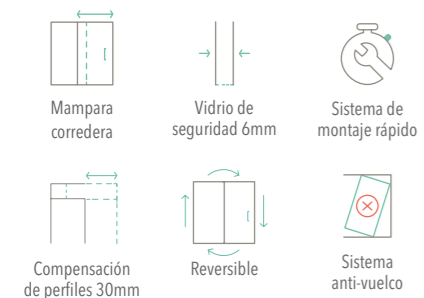 Mampara
corredera
Vidrio de
seguridad 6mm
Sistema de
montaje rápido
Compensación
de perfiles 30mm
Reversible
Sistema
anti-vuelco